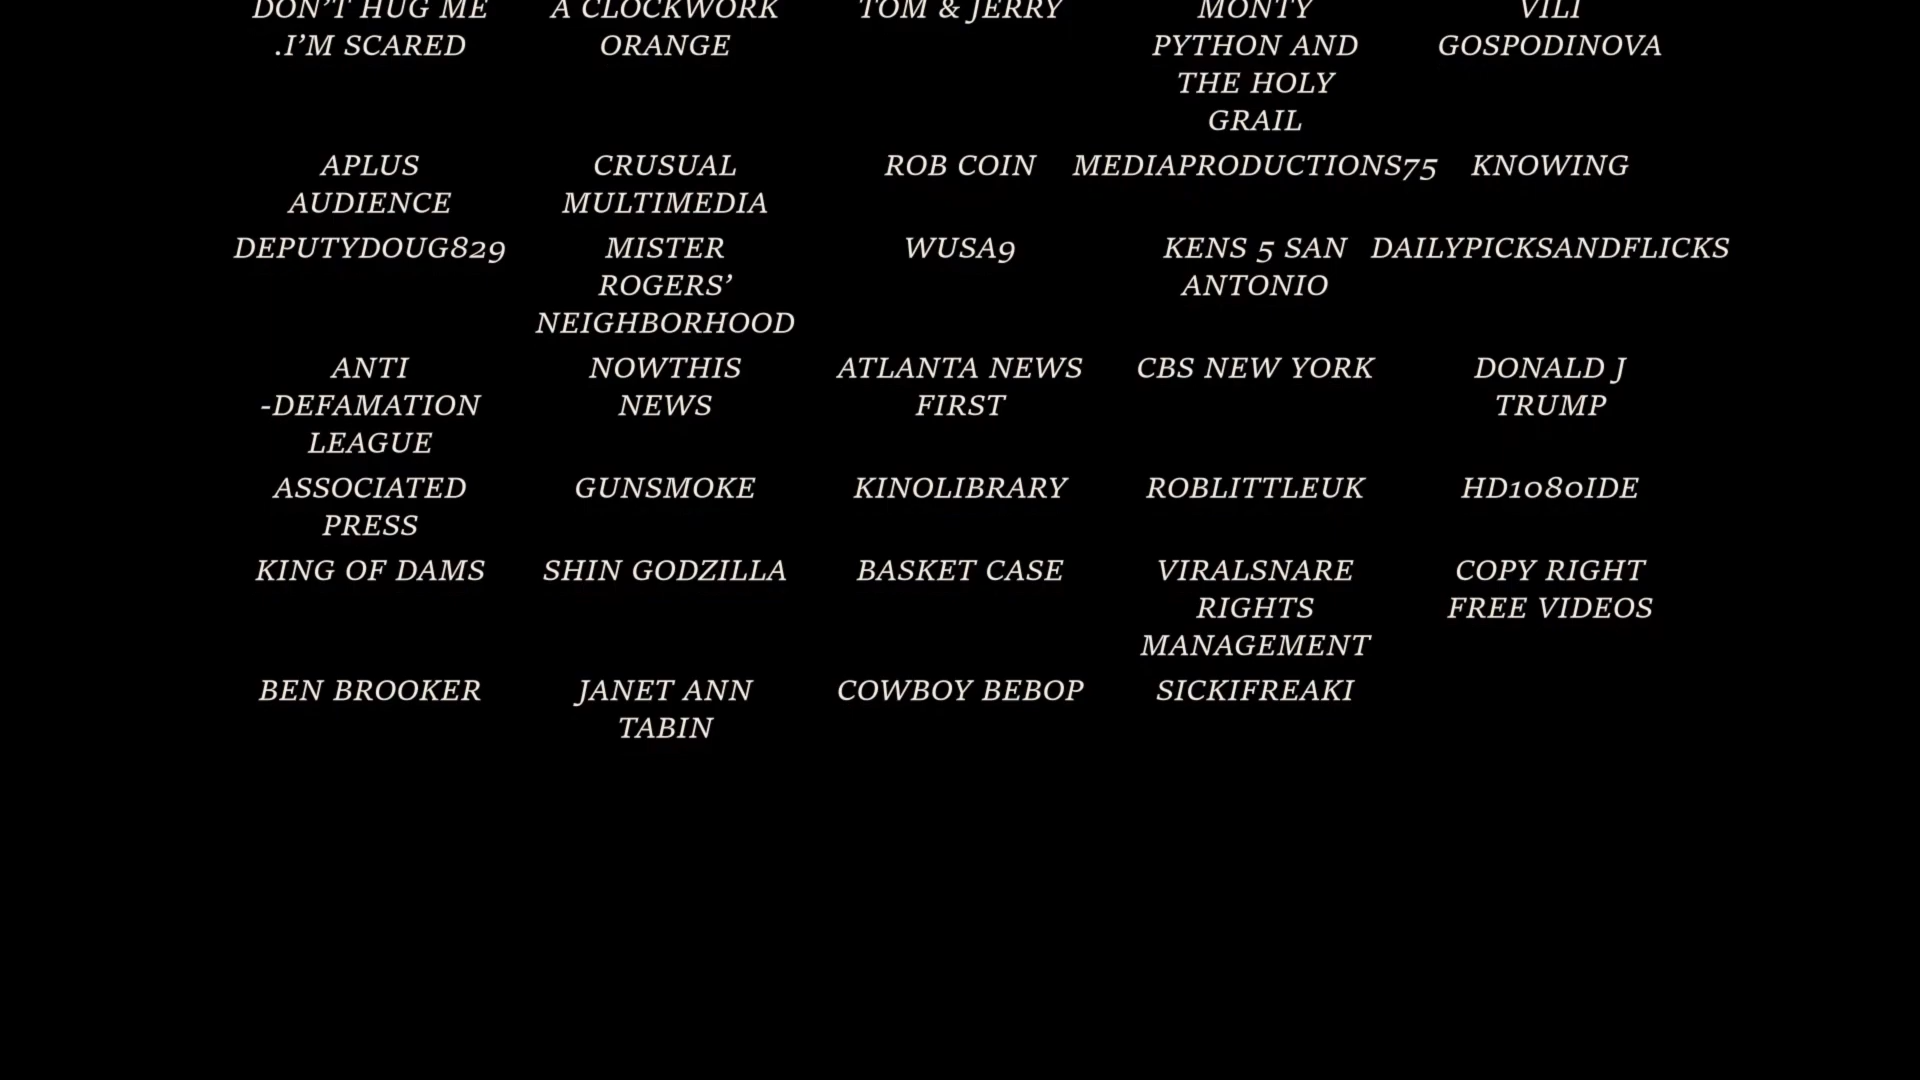 DON'T HUG ME
.I'M SCARED
A CLOCKWORK
ORANGE
TOM & JERRY
MONTY
PYTHON AND
THE HOLY
GRAIL
VILI
GOSPODINOVA
APLUS
AUDIENCE
CRUSUAL
MULTIMEDIA
ROB COIN
MEDIAPRODUCTIONS75
KNOWING
DEPUTYDOUG829
MISTER
ROGERS'
NEIGHBORHOOD
WUSA9
KENS 5 SAN
ANTONIO
DAILYPICKSANDFLICKS
ANTI
-DEFAMATION
LEAGUE
NOWTHIS
NEWS
ATLANTA NEWS
FIRST
CBS NEW YORK
DONALD J
TRUMP
ASSOCIATED
PRESS
GUNSMOKE
KINOLIBRARY
ROBLITTLEUK
HD1080IDE
KING OF DAMS
SHIN GODZILLA
BASKET CASE
VIRALSNARE
RIGHTS
MANAGEMENT
COPY RIGHT
FREE VIDEOS
BEN BROOKER
JANET ANN
TABIN
COWBOY BEBOP
SICKIFREAKI